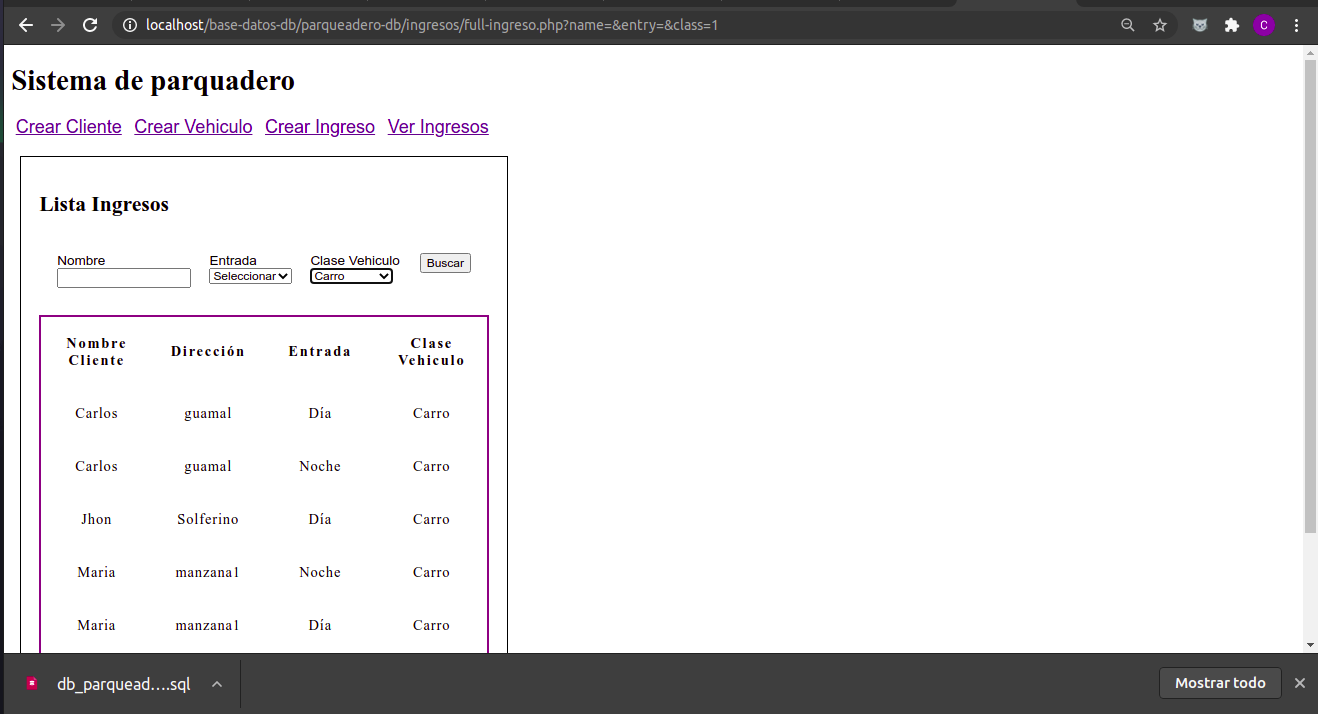 localhost/base-datos-db/parqueadero-db/ingresos/full-ingreso.php?name=&entry=&class=1
C
Sistema de parquadero
Crear Cliente Crear Vehiculo Crear Ingreso Ver Ingresos
Lista Ingresos
Nombre Entrada Clase Vehiculo Buscar
Seleccionar Carro
Nombre Cliente Dirección Entrada Clase Vehiculo
Carlos guamal Día Carro
Carlos guamal Noche Carro
Jhon Solferino Día Carro
Maria manzana1 Noche Carro
Maria manzana1 Día Carro
db_parquead....sql Mostrar todo